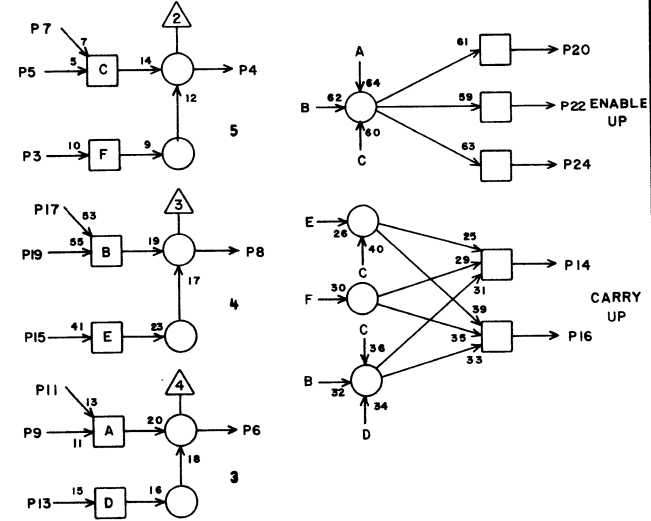 2
P7
7
P5
5
C
14
P4
12
P3
10
F
9
5
3
P17
53
P19
55
B
19
P8
17
P15
41
E
23
4
4
P11
13
P9
11
A
20
P6
18
P13
15
D
16
3
A
64
B
62
60
C
61
P20
59
P22 ENABLE
UP
63
P24
E
26
40
C
F
30
C
36
B
32
34
D
25
29
31
P14
39
35
33
P16
CARRY
UP